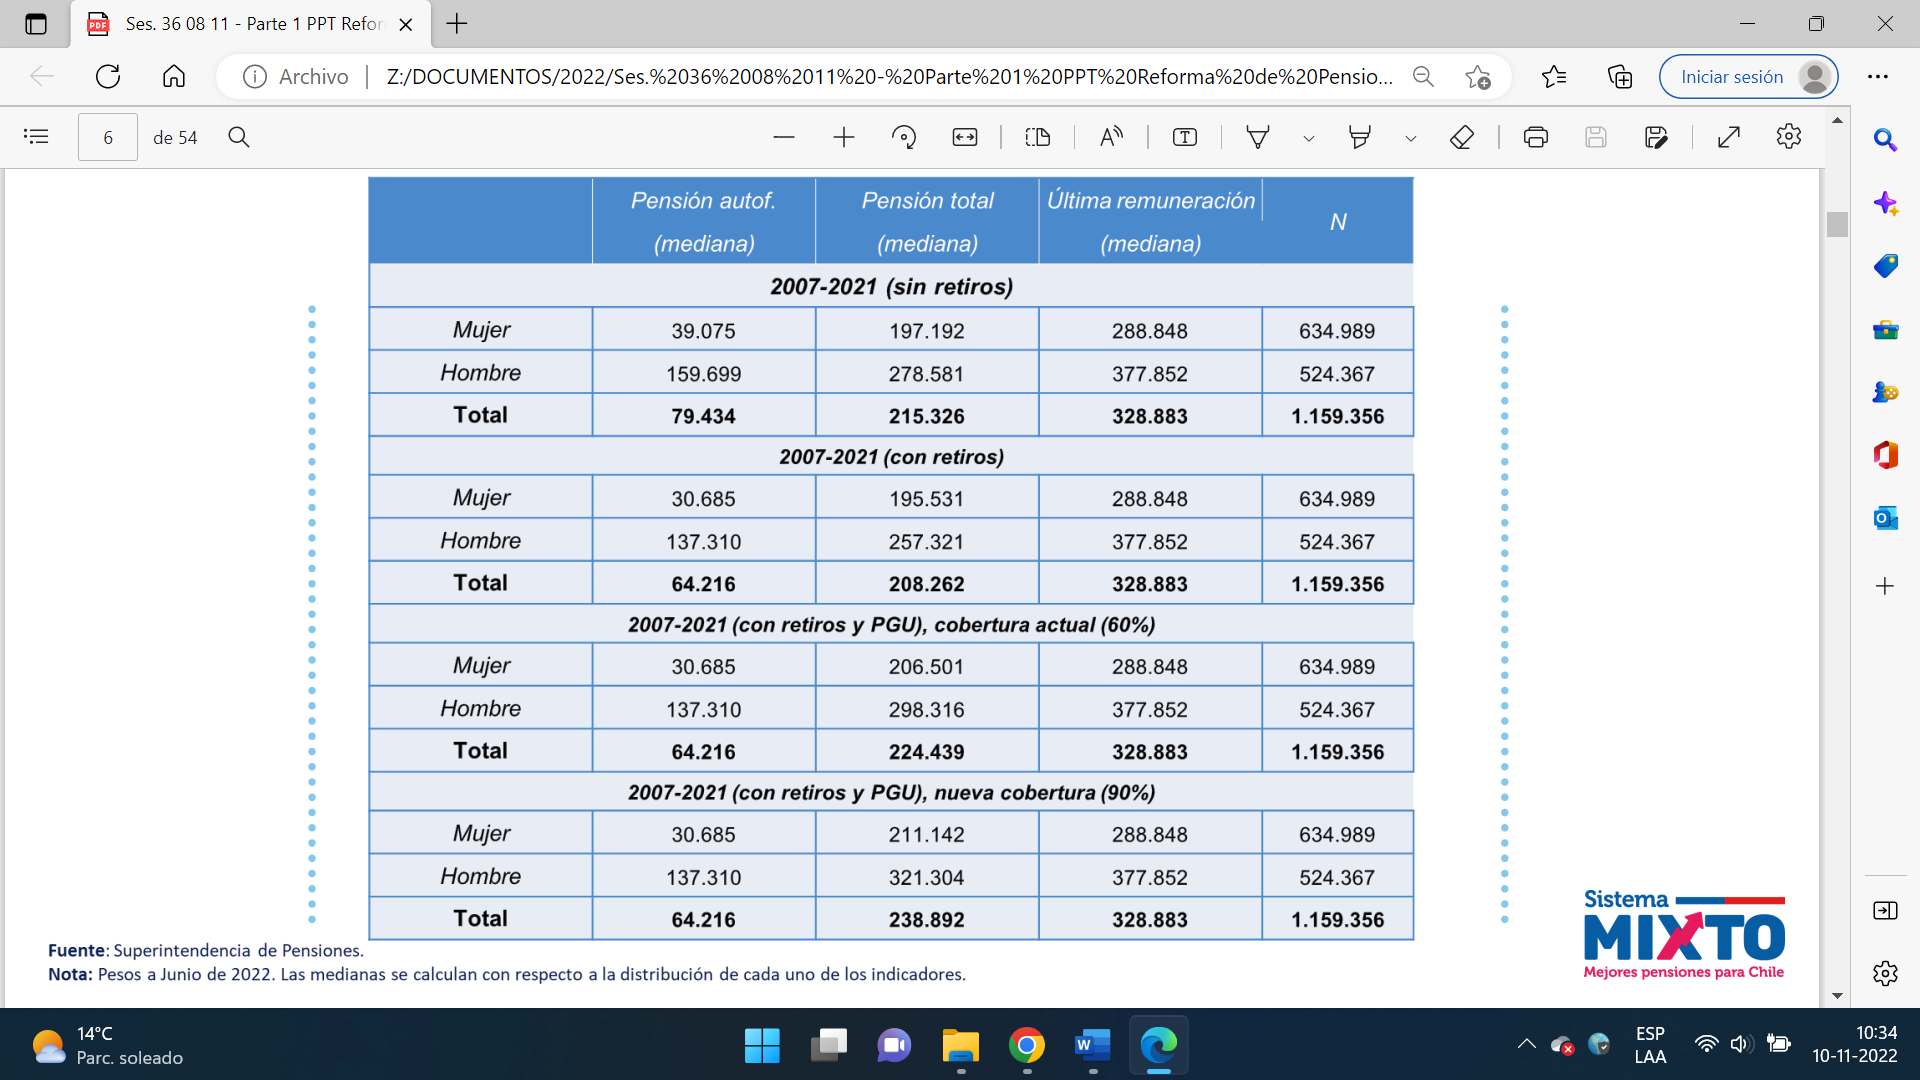 Ses. 36 08 11 - Parte 1 PPT Refor
Archivo
Z:/DOCUMENTOS/2022/Ses.%2036%2008%2011%20-%20Parte%201%20PPT%20Reforma%20de%20Pensio...
Iniciar sesión
6 de 54
Pensión autof. (mediana) Pensión total (mediana) Última remuneración (mediana) N
2007-2021 (sin retiros)
Mujer 39.075 197.192 288.848 634.989
Hombre 159.699 278.581 377.852 524.367
Total 79.434 215.326 328.883 1.159.356
2007-2021 (con retiros)
Mujer 30.685 195.531 288.848 634.989
Hombre 137.310 257.321 377.852 524.367
Total 64.216 208.262 328.883 1.159.356
2007-2021 (con retiros y PGU), cobertura actual (60%)
Mujer 30.685 206.501 288.848 634.989
Hombre 137.310 298.316 377.852 524.367
Total 64.216 224.439 328.883 1.159.356
2007-2021 (con retiros y PGU), nueva cobertura (90%)
Mujer 30.685 211.142 288.848 634.989
Hombre 137.310 321.304 377.852 524.367
Total 64.216 238.892 328.883 1.159.356
Fuente: Superintendencia de Pensiones.
Nota: Pesos a Junio de 2022. Las medianas se calculan con respecto a la distribución de cada uno de los indicadores.
Sistema
MIXTO
Mejores pensiones para Chile
14°C
Parc. soleado
ESP
LAA
10:34
10-11-2022